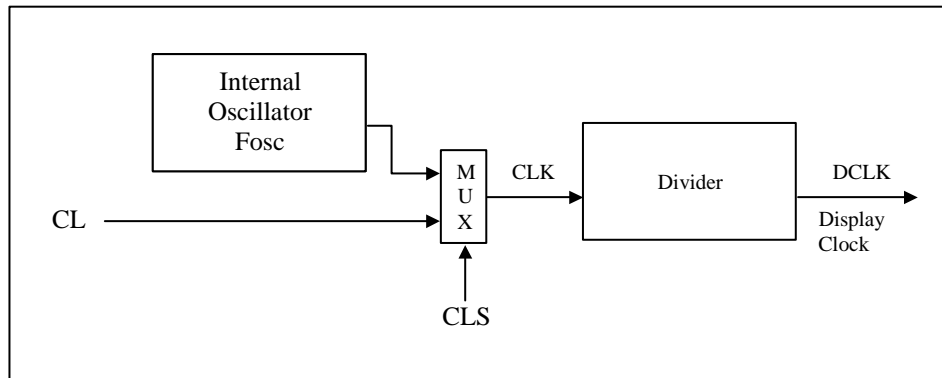 Internal
Oscillator
Fosc
M
U
X
CLK
Divider
DCLK
CL
Display
Clock
CLS